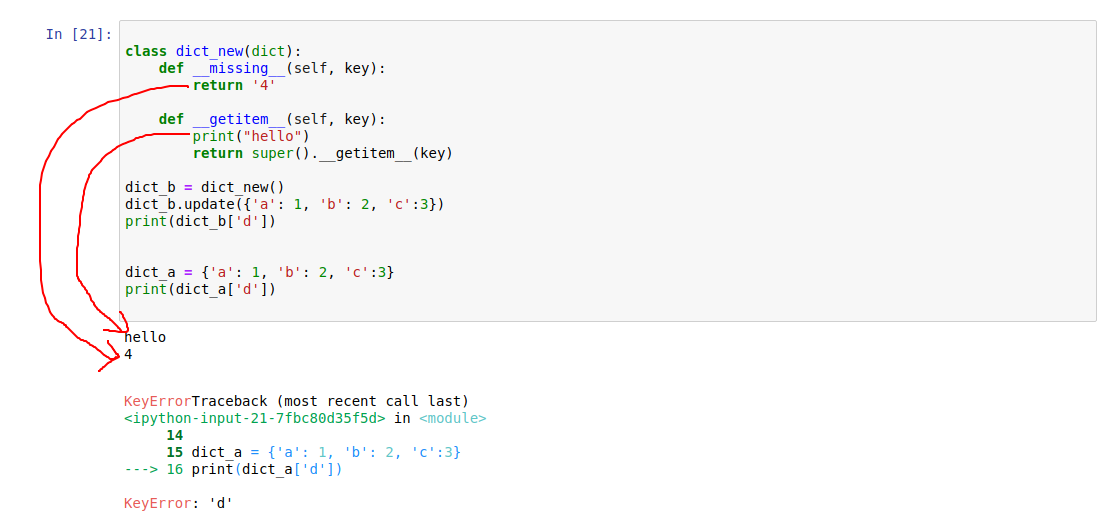 In [21]:
class dict_new(dict):
    def __missing__(self, key):
        return '4'
    def __getitem__(self, key):
        print("hello")
        return super().__getitem__(key)
dict_b = dict_new()
dict_b.update({'a': 1, 'b': 2, 'c':3})
print(dict_b['d'])
dict_a = {'a': 1, 'b': 2, 'c':3}
print(dict_a['d'])
hello
4
KeyErrorTraceback (most recent call last)
<ipython-input-21-7fbc80d35f5d> in <module>
     14
     15 dict_a = {'a': 1, 'b': 2, 'c':3}
---> 16 print(dict_a['d'])
KeyError: 'd'